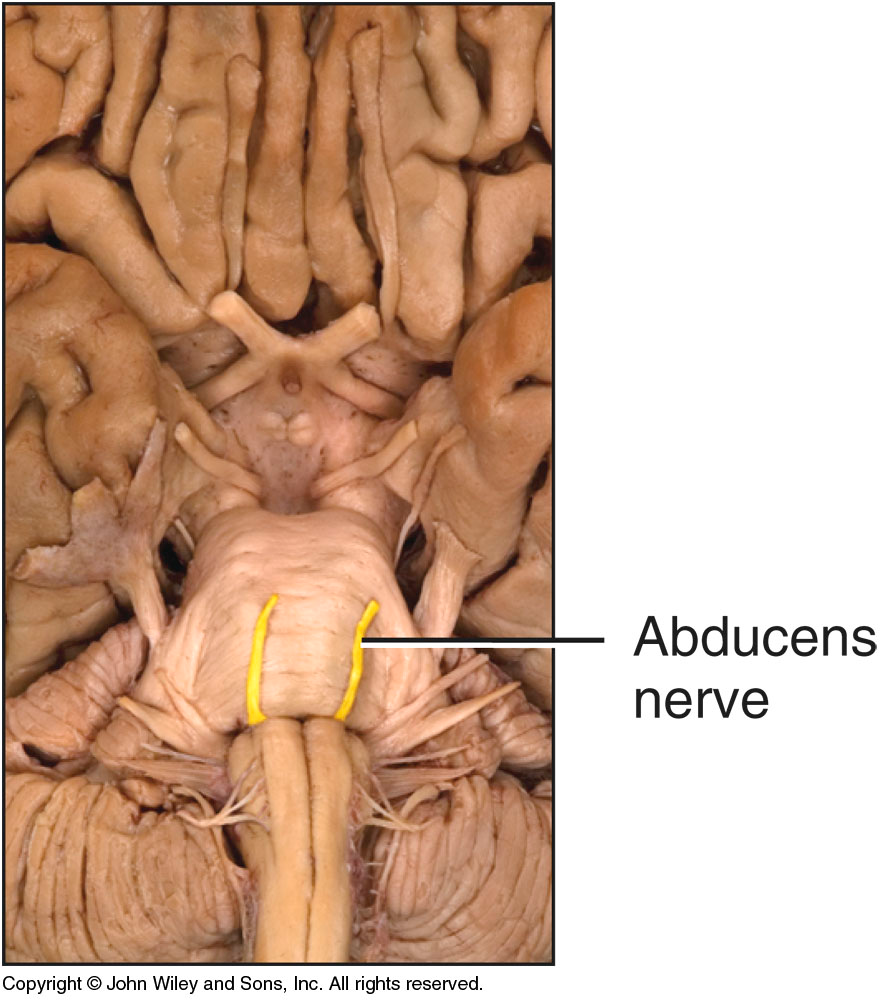 Abducens
nerve
Copyright © John Wiley and Sons, Inc. All rights reserved.